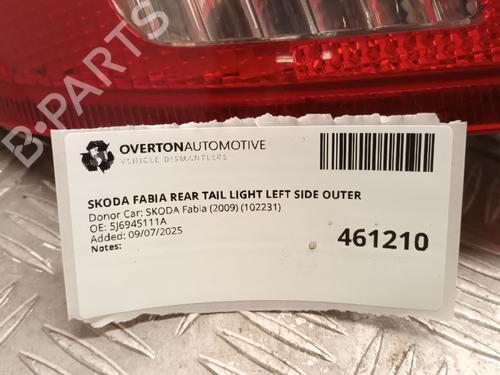 B-PARTS
OVERTONAUTOMOTIVE
VEHICLE DISMANTLERS
SKODA FABIA REAR TAIL LIGHT LEFT SIDE OUTER
Donor Car: SKODA Fabia (2009) (102231)
OE: 5J6945111A
Added: 09/07/2025
Notes:
461210